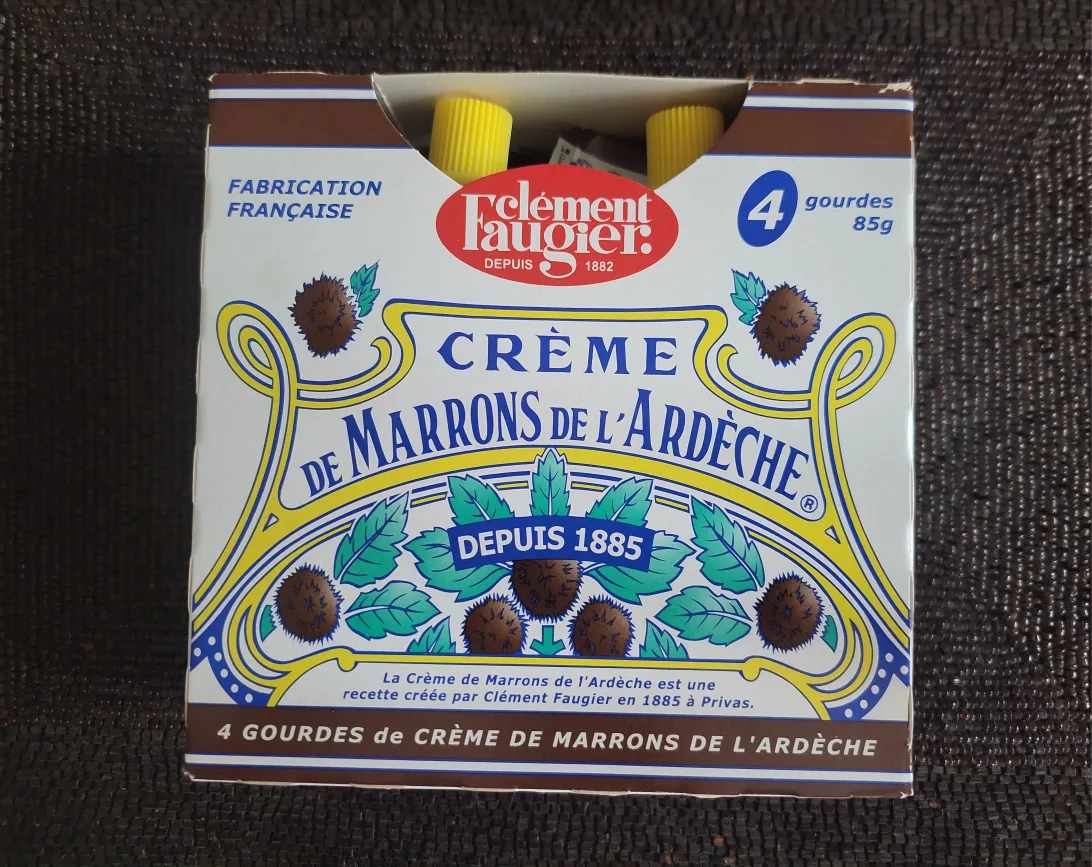 FABRICATION
FRANÇAISE
clément
Faugier
DEPUIS 1882
4 gourdes
85g
CRÈME
DE MARRONS DE L'ARDÈCHE®
DEPUIS 1885
La Crème de Marrons de l'Ardèche est une
recette créée par Clément Faugier en 1885 à Privas.
4 GOURDES de CRÈME DE MARRONS DE L'ARDÈCHE